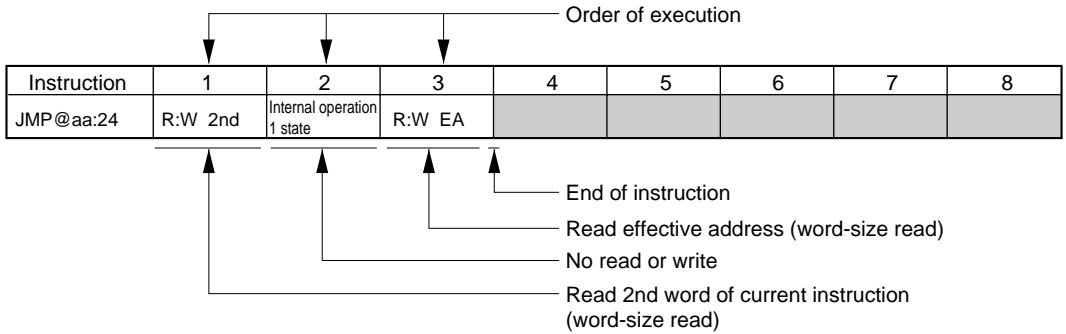 Order of execution
Instruction 1 2 3 4 5 6 7 8
JMP@aa:24 R:W 2nd Internal operation 1 state R:W EA
End of instruction
Read effective address (word-size read)
No read or write
Read 2nd word of current instruction
(word-size read)